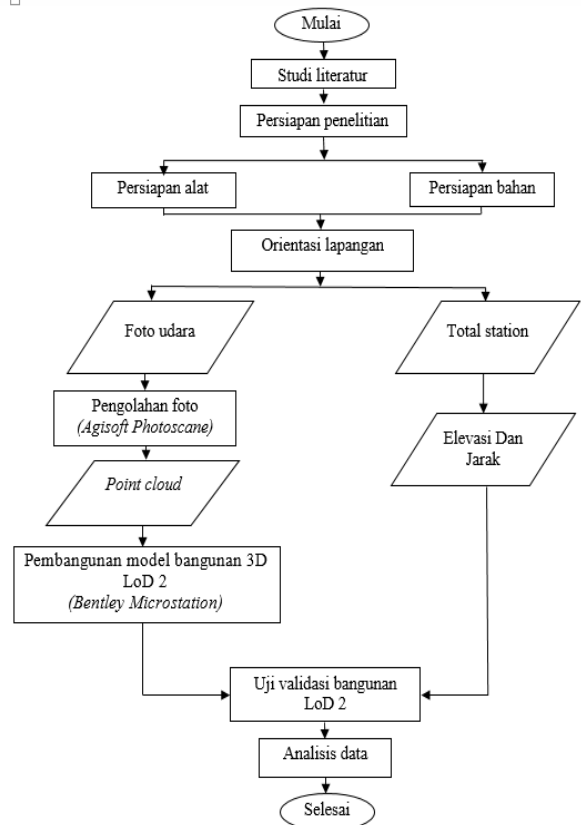 Mulai
Studi literatur
Persiapan penelitian
Persiapan alat
Persiapan bahan
Orientasi lapangan
Foto udara
Total station
Pengolahan foto
(Agisoft Photoscane)
Elevasi Dan
Jarak
Point cloud
Pembangunan model bangunan 3D
LoD 2
(Bentley Microstation)
Uji validasi bangunan
LoD 2
Analisis data
Selesai